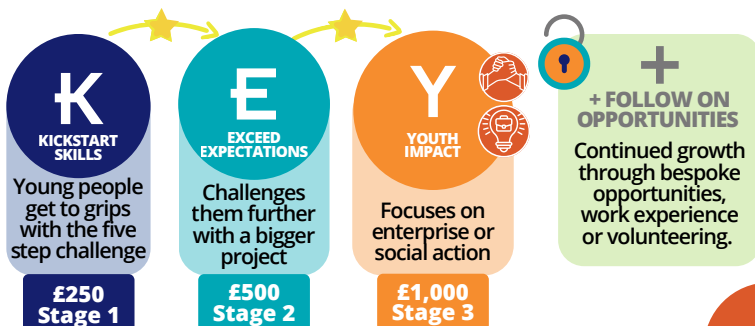 K
KICKSTART
SKILLS
Young people
get to grips
with the five
step challenge
£250
Stage 1
E
EXCEED
EXPECTATIONS
Challenges
them further
with a bigger
project
£500
Stage 2
Y
YOUTH
IMPACT
Focuses on
enterprise or
social action
£1,000
Stage 3
+
+ FOLLOW ON
OPPORTUNITIES
Continued growth
through bespoke
opportunities,
work experience
or volunteering.